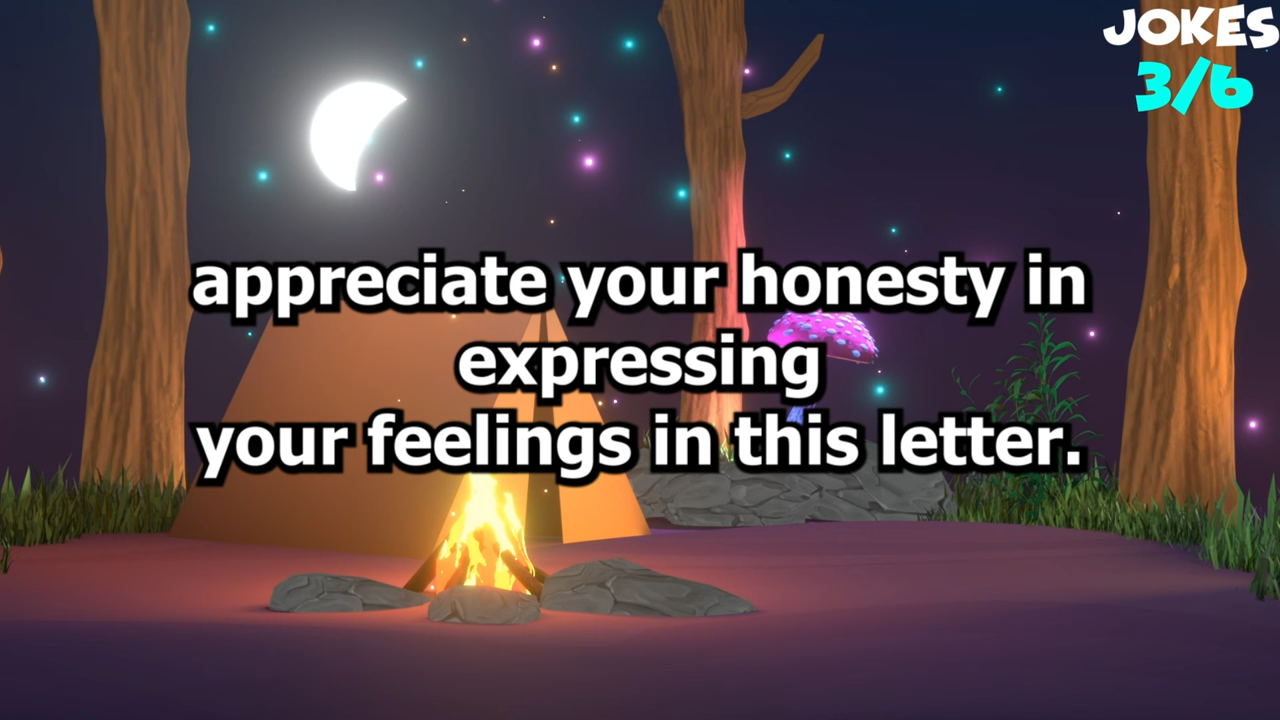 JOKES
3/6
appreciate your honesty in
expressing
your feelings in this letter.